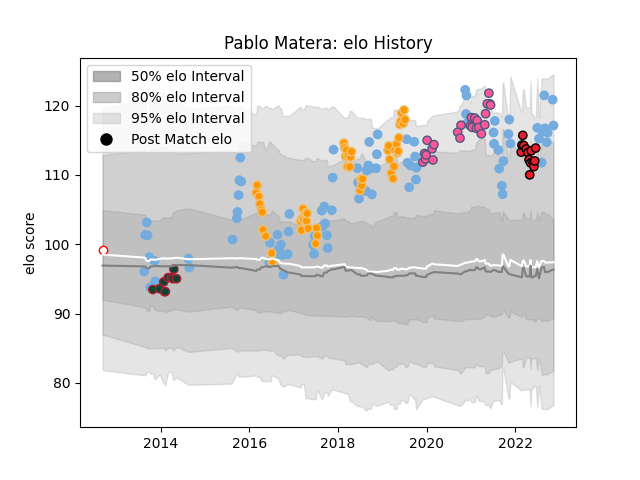 Pablo Matera: elo History
50% elo Interval
80% elo Interval
95% elo Interval
Post Match elo
elo score
120
110
100
90
80
2014
2016
2018
2020
2022